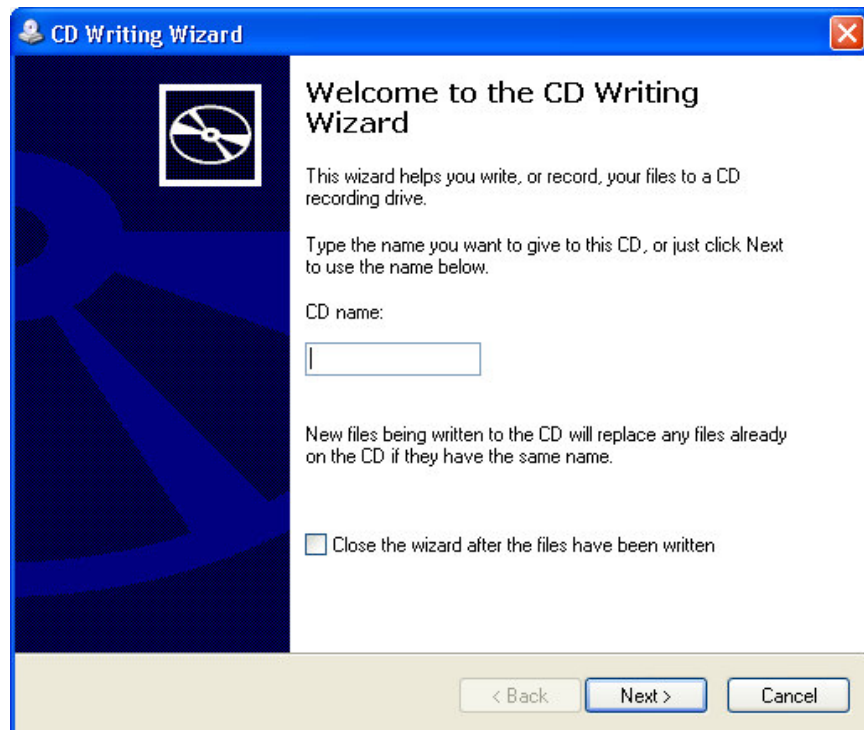 CD Writing Wizard
Welcome to the CD Writing
Wizard
This wizard helps you write, or record, your files to a CD
recording drive.
Type the name you want to give to this CD, or just click Next
to use the name below.
CD name:
New files being written to the CD will replace any files already
on the CD if they have the same name.
Close the wizard after the files have been written
< Back Next > Cancel